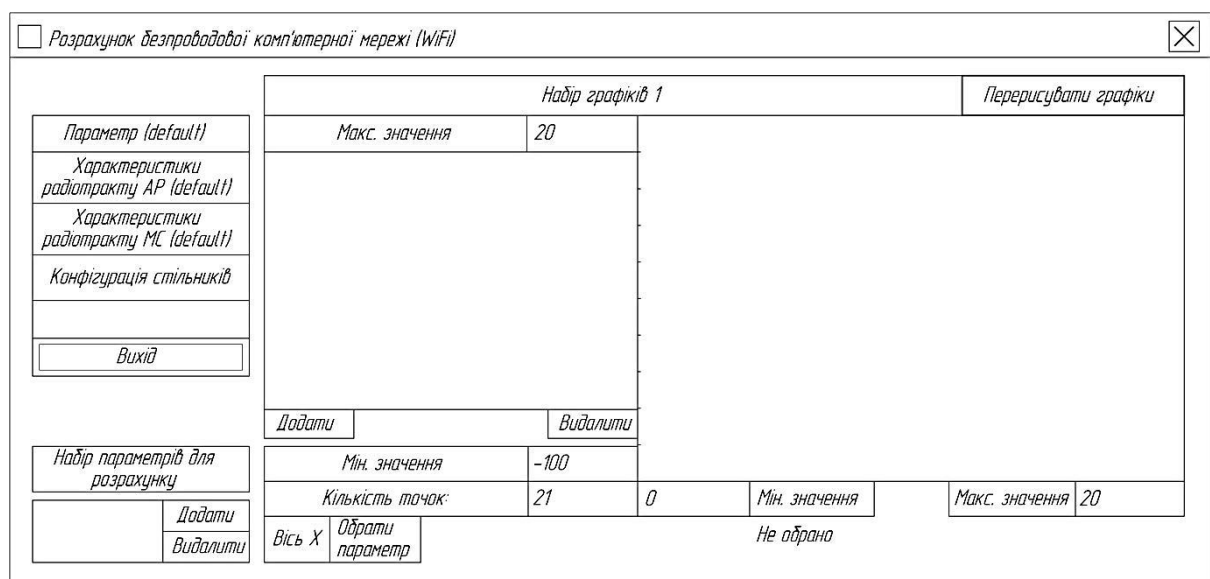 Розрахунок безпроводової комп'ютерної мережі (WiFi)
Набір графіків 1
Перерисувати графіки
Параметр (default)
Характеристики
радіотракту AP (default)
Характеристики
радіотракту МС (default)
Конфігурація стільників
Вихід
Набір параметрів для
розрахунку
Додати
Видалити
Макс. значення
20
Додати
Видалити
Мін. значення
-100
Кількість точок:
21
0
Мін. значення
Макс. значення
20
Вісь X
Обрати
параметр
Не обрано